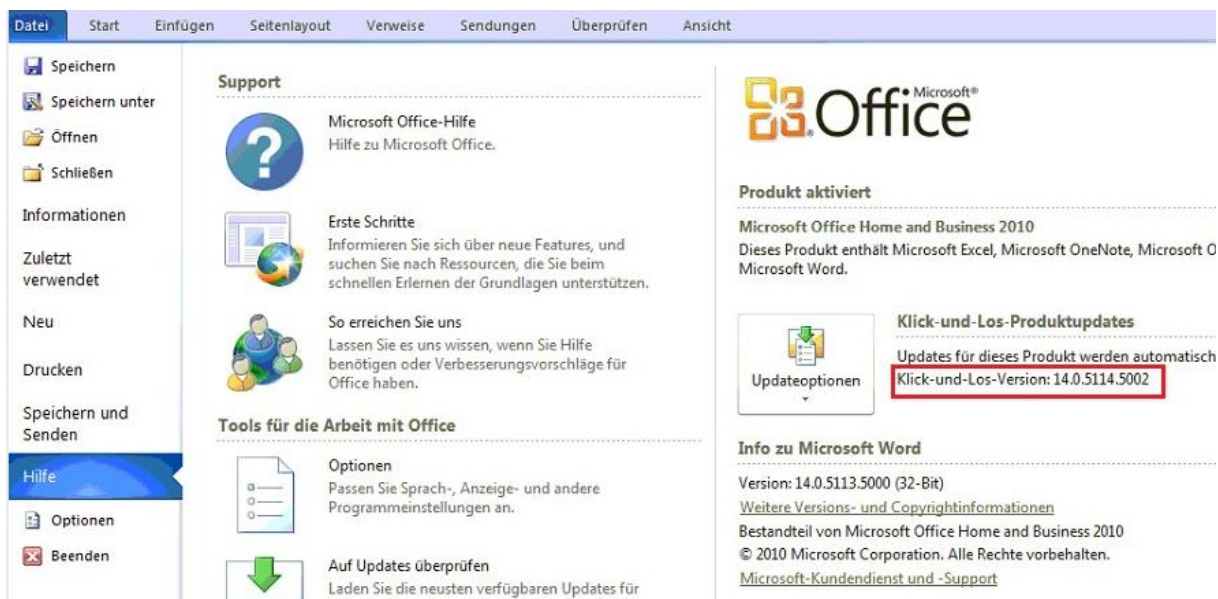 Datei Start Einfügen Seitenlayout Verweise Sendungen Überprüfen Ansicht
Speichern
Speichern unter
Öffnen
Schließen
Informationen
Zuletzt
verwendet
Neu
Drucken
Speichern und
Senden
Hilfe
Optionen
Beenden
Support
Microsoft Office-Hilfe
Hilfe zu Microsoft Office.
Erste Schritte
Informieren Sie sich über neue Features, und
suchen Sie nach Ressourcen, die Sie beim
schnellen Erlernen der Grundlagen unterstützen.
So erreichen Sie uns
Lassen Sie es uns wissen, wenn Sie Hilfe
benötigen oder Verbesserungsvorschläge für
Office haben.
Tools für die Arbeit mit Office
Optionen
Passen Sie Sprach-, Anzeige- und andere
Programmeinstellungen an.
Auf Updates überprüfen
Laden Sie die neusten verfügbaren Updates für
Microsoft®
Office
Produkt aktiviert
Microsoft Office Home and Business 2010
Dieses Produkt enthält Microsoft Excel, Microsoft OneNote, Microsoft O
Microsoft Word.
Updateoptionen
Klick-und-Los-Produktupdates
Updates für dieses Produkt werden automatisch
Klick-und-Los-Version: 14.0.5114.5002
Info zu Microsoft Word
Version: 14.0.5113.5000 (32-Bit)
Weitere Versions- und Copyrightinformationen
Bestandteil von Microsoft Office Home and Business 2010
© 2010 Microsoft Corporation. Alle Rechte vorbehalten.
Microsoft-Kundendienst und -Support